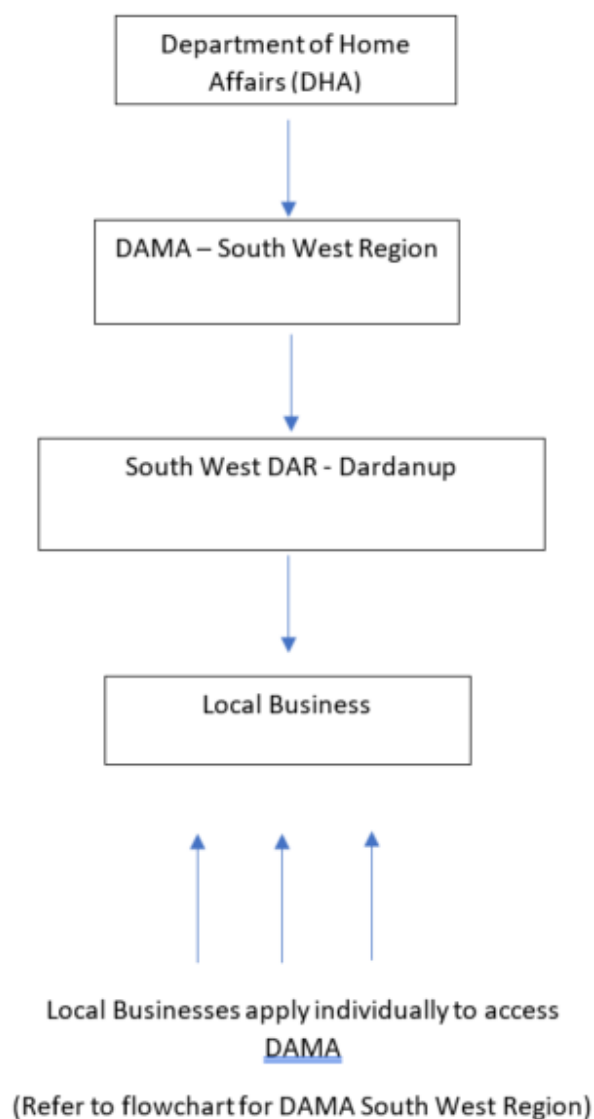 Department of Home
Affairs (DHA)
DAMA – South West Region
South West DAR - Dardanup
Local Business
Local Businesses apply individually to access
DAMA
(Refer to flowchart for DAMA South West Region)